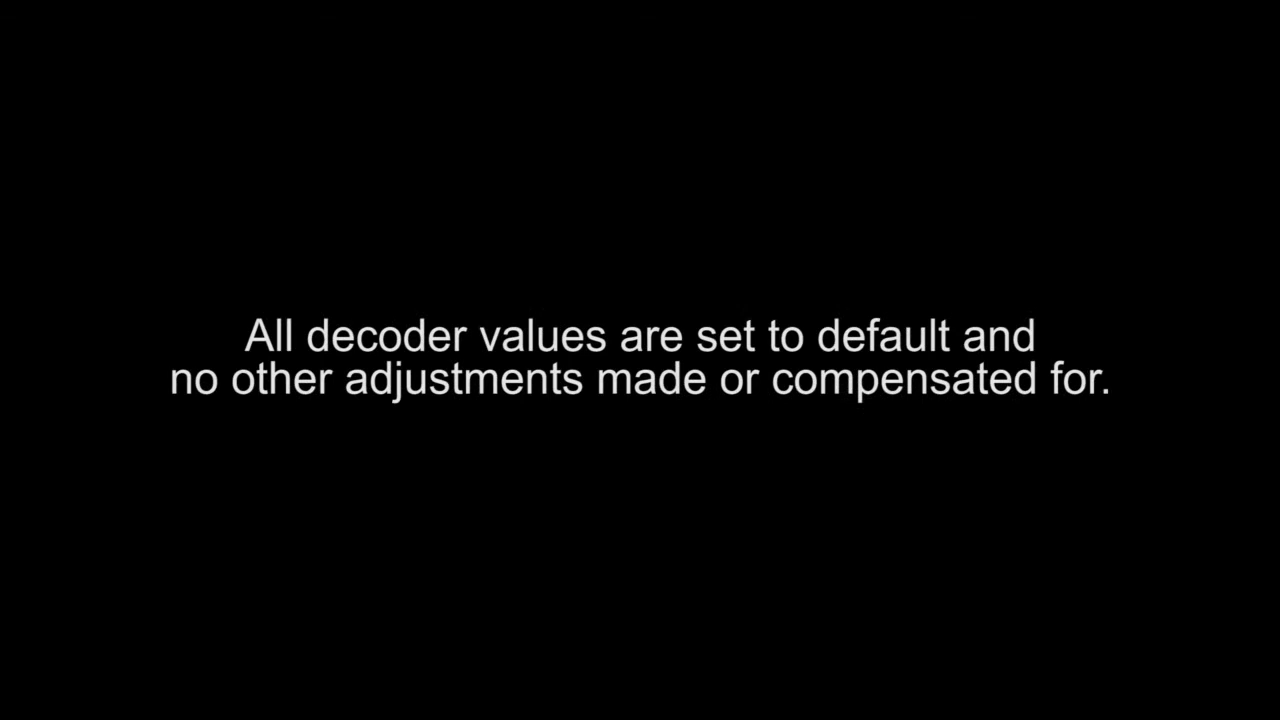 All decoder values are set to default and
no other adjustments made or compensated for.